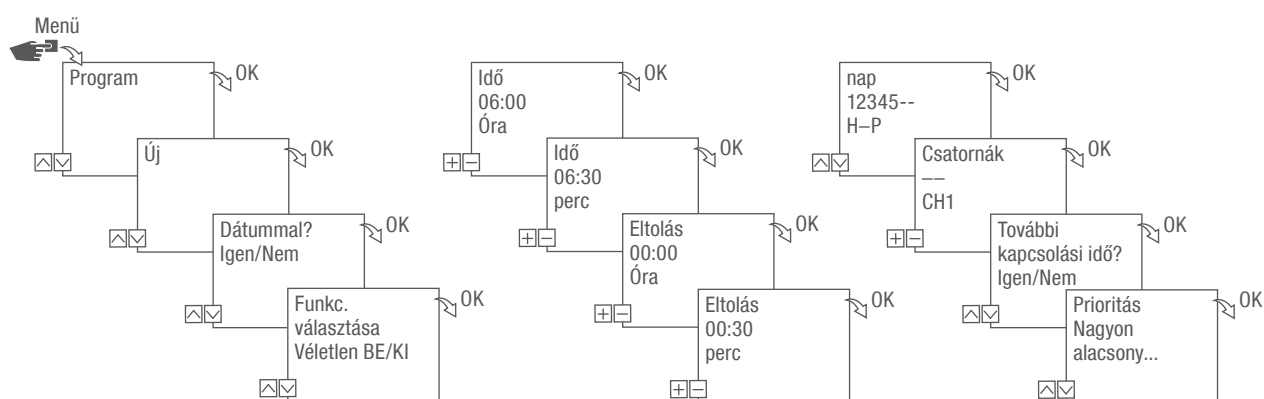 Menü
Program
OK
Új
OK
Dátummal?
Igen/Nem
OK
Funkc.
választása
Véletlen BE/KI
OK
Idő
06:00
Óra
OK
Idő
06:30
perc
OK
Eltolás
00:00
Óra
OK
Eltolás
00:30
perc
OK
nap
12345--
H–P
OK
Csatornák
––
CH1
OK
További
kapcsolási idő?
Igen/Nem
OK
Prioritás
Nagyon
alacsony...
OK